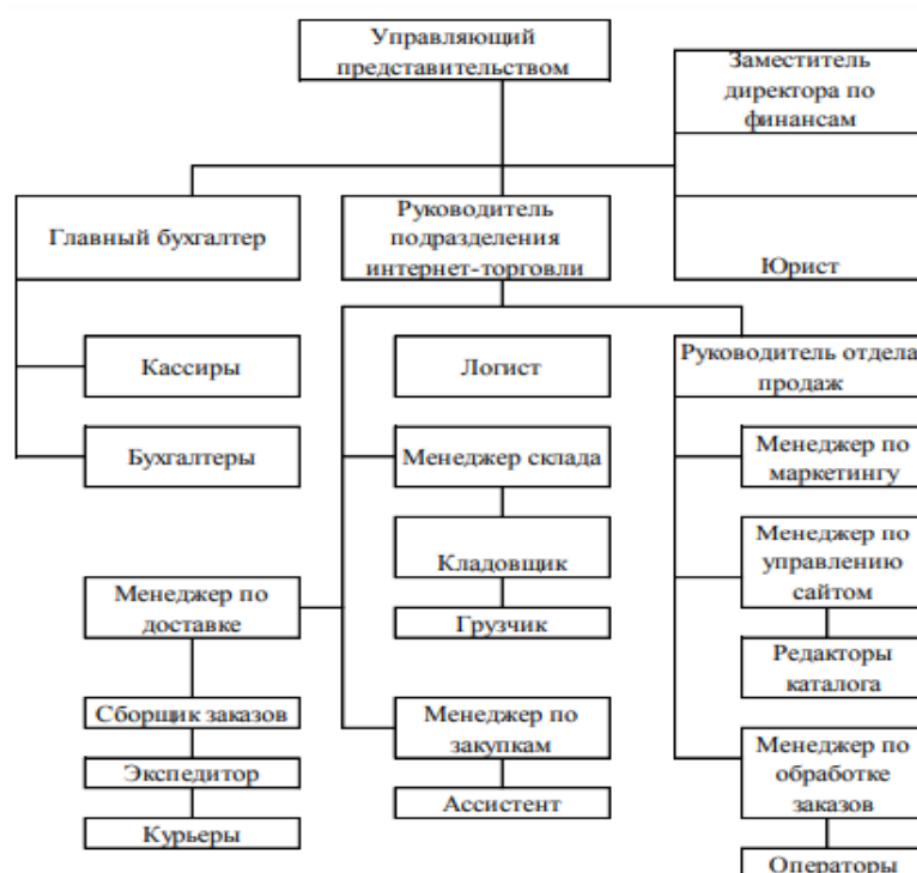 Управляющий
представительством
Заместитель
директора по
финансам
Главный бухгалтер
Руководитель
подразделения
интернет-торговли
Юрист
Кассиры
Логист
Руководитель отдела
продаж
Бухгалтеры
Менеджер склада
Менеджер по
маркетингу
Кладовщик
Менеджер по
управлению
сайтом
Менеджер по
доставке
Грузчик
Редакторы
каталога
Сборщик заказов
Менеджер по
закупкам
Менеджер по
обработке
заказов
Экспедитор
Ассистент
Курьеры
Операторы